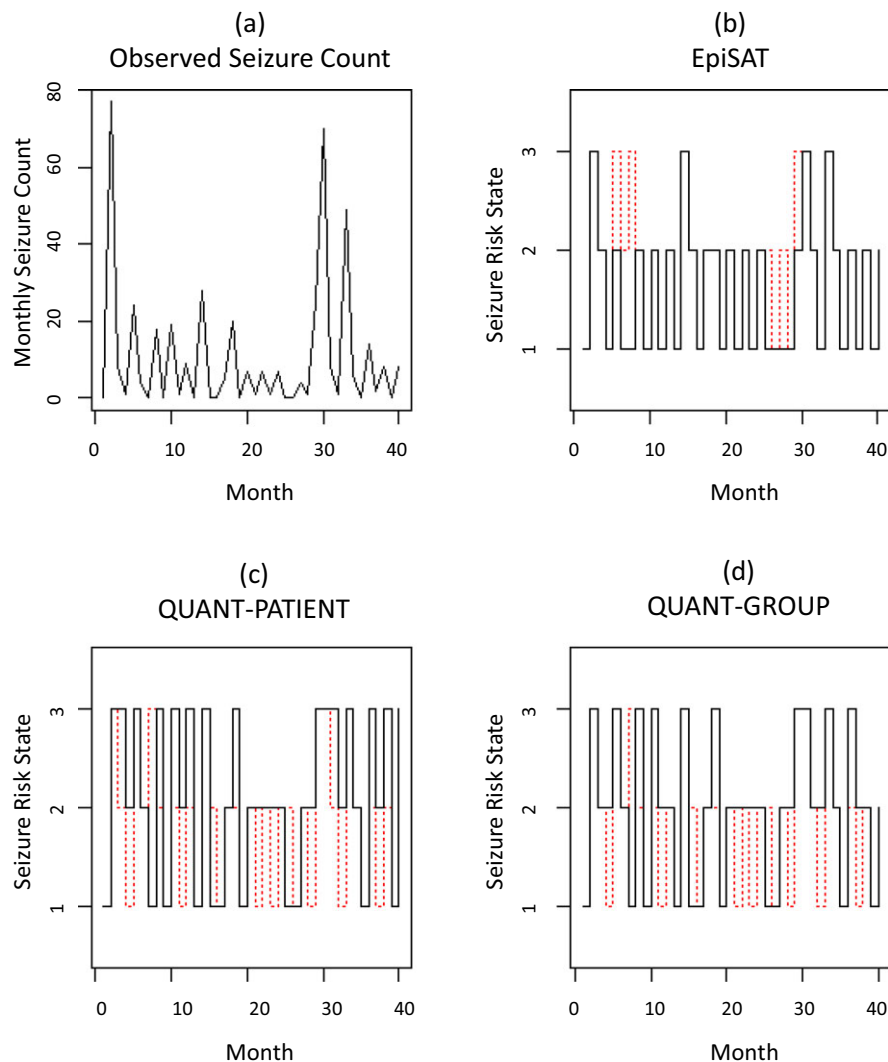 (a)
Observed Seizure Count
Monthly Seizure Count
80
60
40
20
0
0 10 20 30 40
Month
(b)
EpiSAT
Seizure Risk State
3
2
1
0 10 20 30 40
Month
(c)
QUANT-PATIENT
Seizure Risk State
3
2
1
0 10 20 30 40
Month
(d)
QUANT-GROUP
Seizure Risk State
3
2
1
0 10 20 30 40
Month